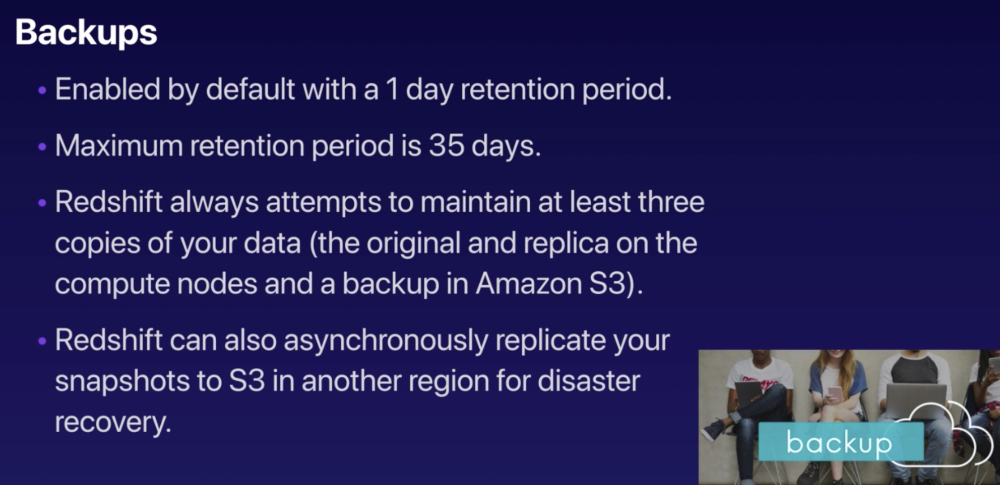 Backups
• Enabled by default with a 1 day retention period.
• Maximum retention period is 35 days.
• Redshift always attempts to maintain at least three
copies of your data (the original and replica on the
compute nodes and a backup in Amazon S3).
• Redshift can also asynchronously replicate your
snapshots to S3 in another region for disaster
recovery.
backup